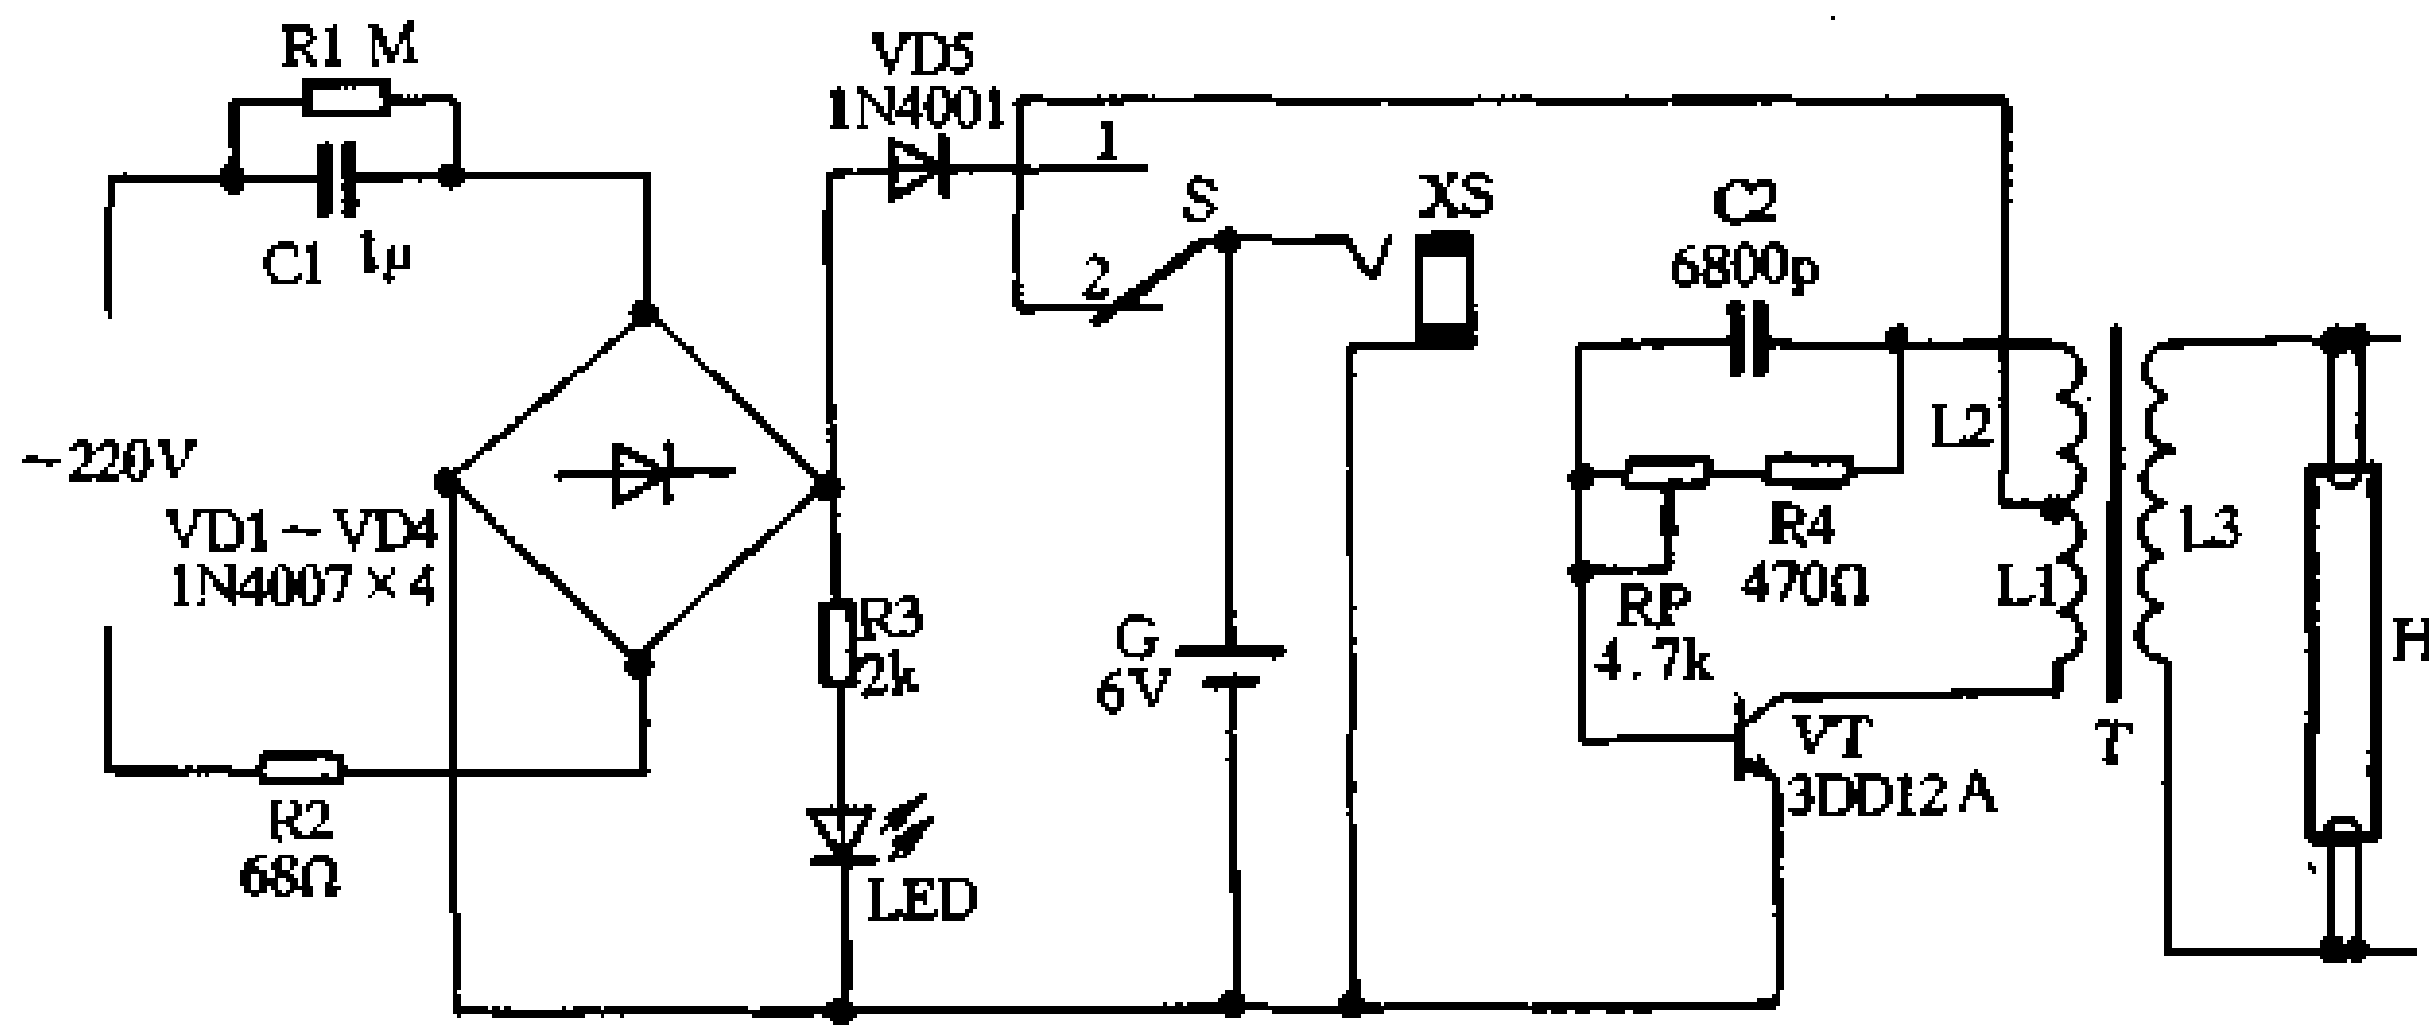 R1 M
C1 1μ
~220V
VD1~VD4
1N4007×4
R2
68Ω
VD5
1N4001
1
2
S
XS
R3
2k
LED
G
6V
C2
6800p
R4
470Ω
RP
4.7k
L2
L1
L3
VT
3DD12A
T
H